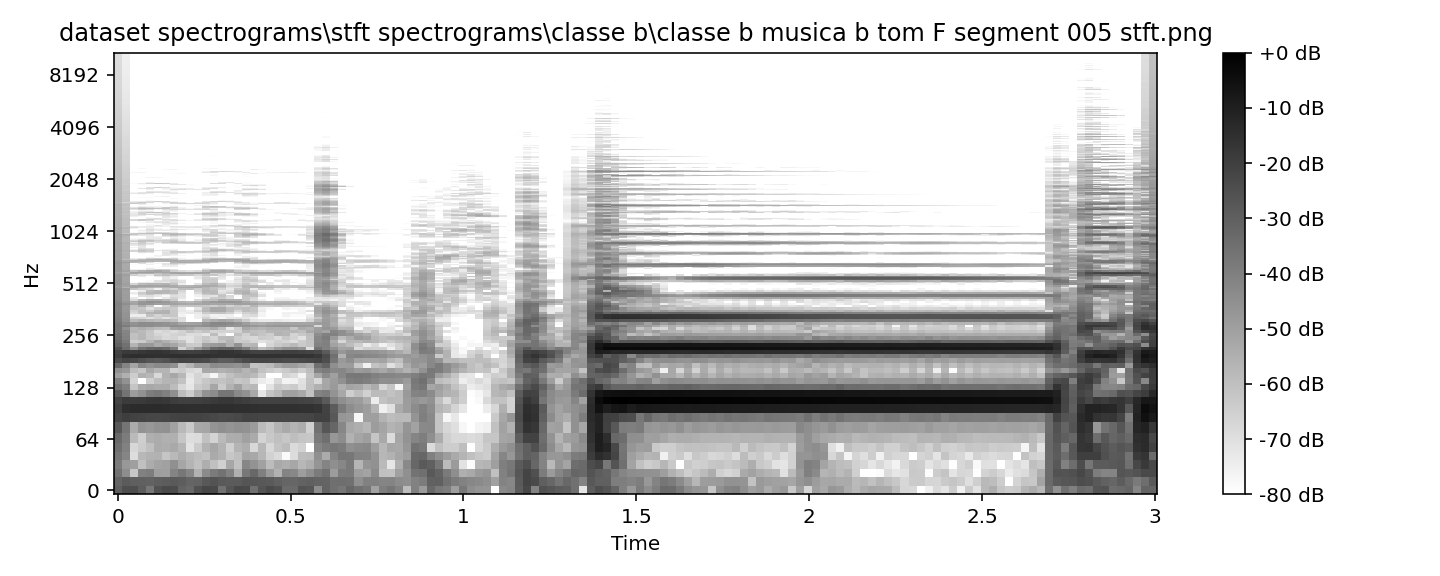 dataset spectrograms\stft spectrograms\classe b\classe b musica b tom F segment 005 stft.png
Hz
8192
4096
2048
1024
512
256
128
64
0
0
0.5
1
1.5
2
2.5
3
Time
+0 dB
-10 dB
-20 dB
-30 dB
-40 dB
-50 dB
-60 dB
-70 dB
-80 dB